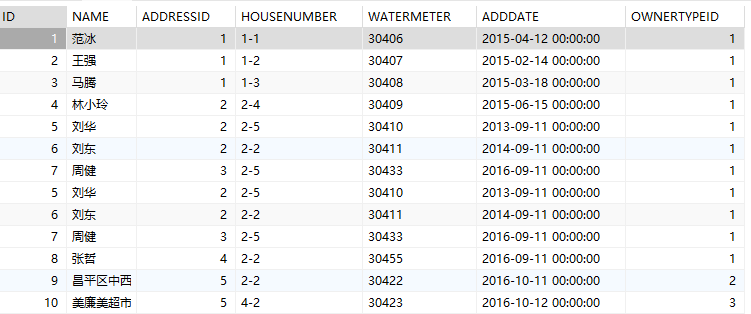 ID NAME ADDRESSID HOUSENUMBER WATERMETER ADDDATE OWNERTYPEID
1 范冰 1 1-1 30406 2015-04-12 00:00:00 1
2 王强 1 1-2 30407 2015-02-14 00:00:00 1
3 马腾 1 1-3 30408 2015-03-18 00:00:00 1
4 林小玲 2 2-4 30409 2015-06-15 00:00:00 1
5 刘华 2 2-5 30410 2013-09-11 00:00:00 1
6 刘东 2 2-2 30411 2014-09-11 00:00:00 1
7 周健 3 2-5 30433 2016-09-11 00:00:00 1
5 刘华 2 2-5 30410 2013-09-11 00:00:00 1
6 刘东 2 2-2 30411 2014-09-11 00:00:00 1
7 周健 3 2-5 30433 2016-09-11 00:00:00 1
8 张哲 4 2-2 30455 2016-09-11 00:00:00 1
9 昌平区中西 5 2-2 30422 2016-10-11 00:00:00 2
10 美廉美超市 5 4-2 30423 2016-10-12 00:00:00 3